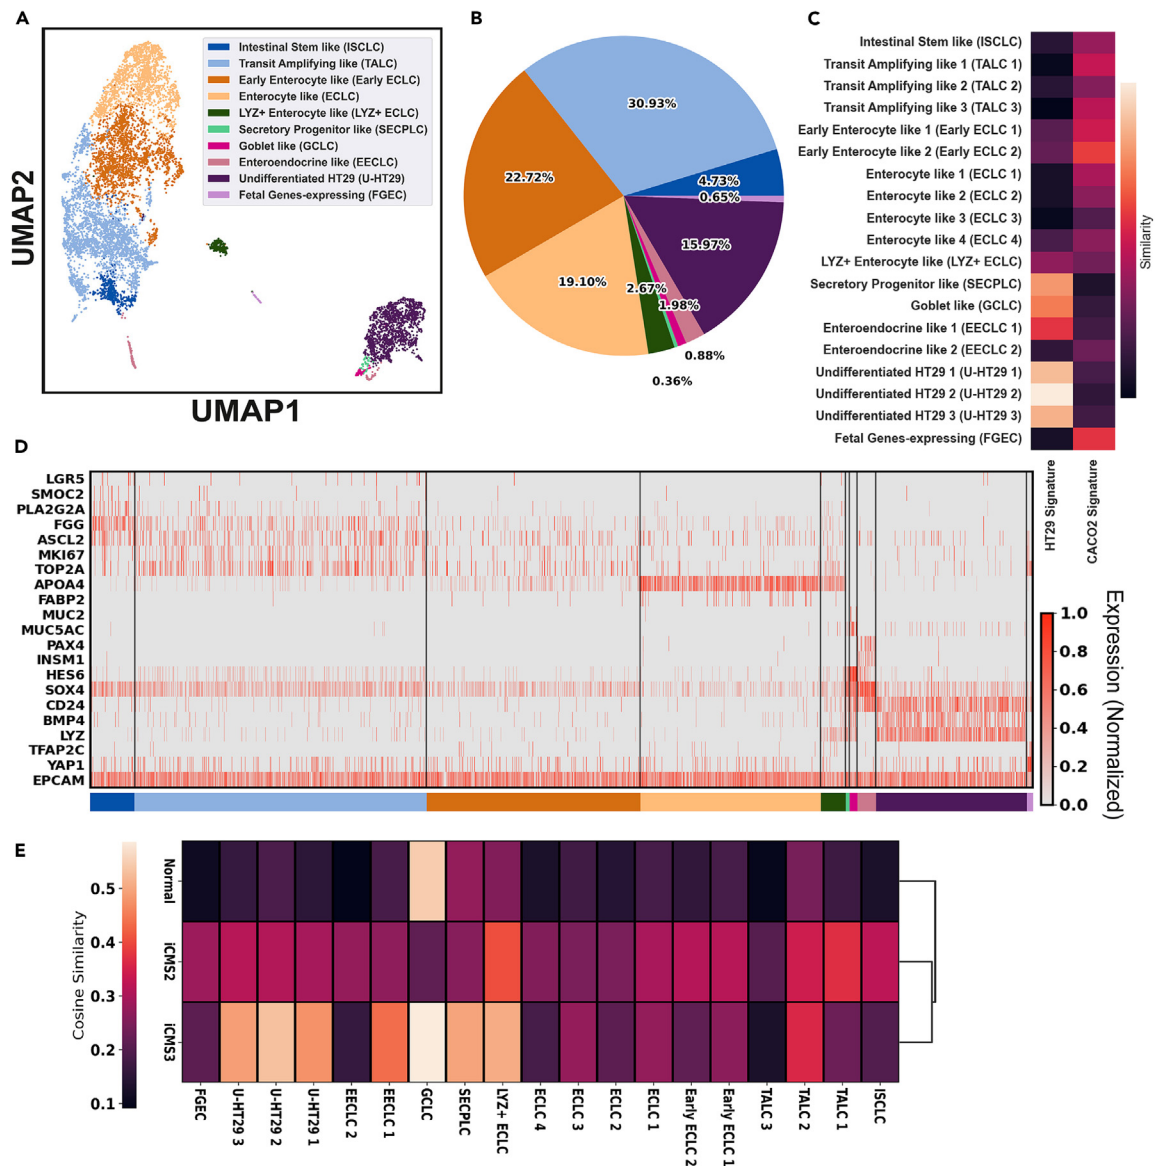 A
UMAP2
UMAP1
Intestinal Stem like (ISCLC)
Transit Amplifying like (TALC)
Early Enterocyte like (Early ECLC)
Enterocyte like (ECLC)
LYZ+ Enterocyte like (LYZ+ ECLC)
Secretory Progenitor like (SECPLC)
Goblet like (GCLC)
Enteroendocrine like (EECLC)
Undifferentiated HT29 (U-HT29)
Fetal Genes-expressing (FGEC)
B
30.93%
22.72%
4.73%
0.65%
15.97%
19.10%
2.67%
1.98%
0.88%
0.36%
C
Intestinal Stem like (ISCLC)
Transit Amplifying like 1 (TALC 1)
Transit Amplifying like 2 (TALC 2)
Transit Amplifying like 3 (TALC 3)
Early Enterocyte like 1 (Early ECLC 1)
Early Enterocyte like 2 (Early ECLC 2)
Enterocyte like 1 (ECLC 1)
Enterocyte like 2 (ECLC 2)
Enterocyte like 3 (ECLC 3)
Enterocyte like 4 (ECLC 4)
LYZ+ Enterocyte like (LYZ+ ECLC)
Secretory Progenitor like (SECPLC)
Goblet like (GCLC)
Enteroendocrine like 1 (EECLC 1)
Enteroendocrine like 2 (EECLC 2)
Undifferentiated HT29 1 (U-HT29 1)
Undifferentiated HT29 2 (U-HT29 2)
Undifferentiated HT29 3 (U-HT29 3)
Fetal Genes-expressing (FGEC)
HT29 Signature
CACO2 Signature
Similarity
D
LGR5
SMOC2
PLA2G2A
FGG
ASCL2
MKI67
TOP2A
APOA4
FABP2
MUC2
MUC5AC
PAX4
INSM1
HES6
SOX4
CD24
BMP4
LYZ
TFAP2C
YAP1
EPCAM
1.0
0.8
0.6
0.4
0.2
0.0
Expression (Normalized)
E
Cosine Similarity
0.5
0.4
0.3
0.2
0.1
Normal
iCMS2
iCMS3
FGEC
U-HT29 3
U-HT29 2
U-HT29 1
EECLC 2
EECLC 1
GCLC
SECPLC
LYZ+ ECLC
ECLC 4
ECLC 3
ECLC 2
ECLC 1
Early ECLC 2
Early ECLC 1
TALC 3
TALC 2
TALC 1
ISCLC